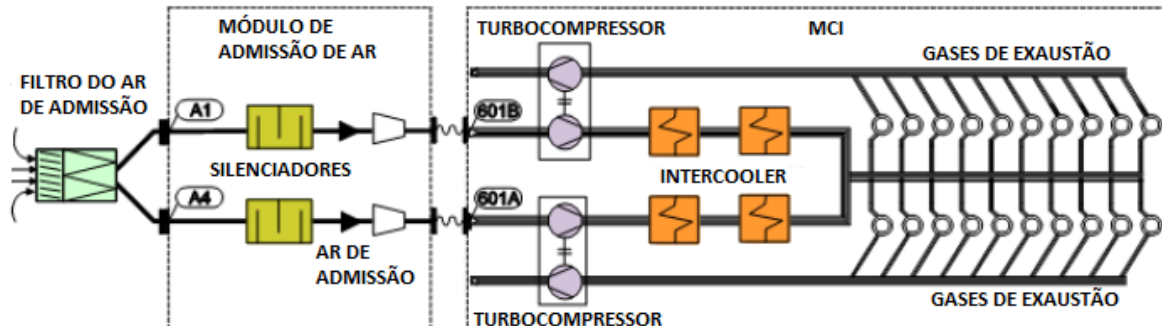 MÓDULO DE
ADMISSÃO DE AR
TURBOCOMPRESSOR
MCI
GASES DE EXAUSTÃO
FILTRO DO AR
DE ADMISSÃO
A1
601B
SILENCIADORES
INTERCOOLER
A4
601A
AR DE
ADMISSÃO
GASES DE EXAUSTÃO
TURBOCOMPRESSOR